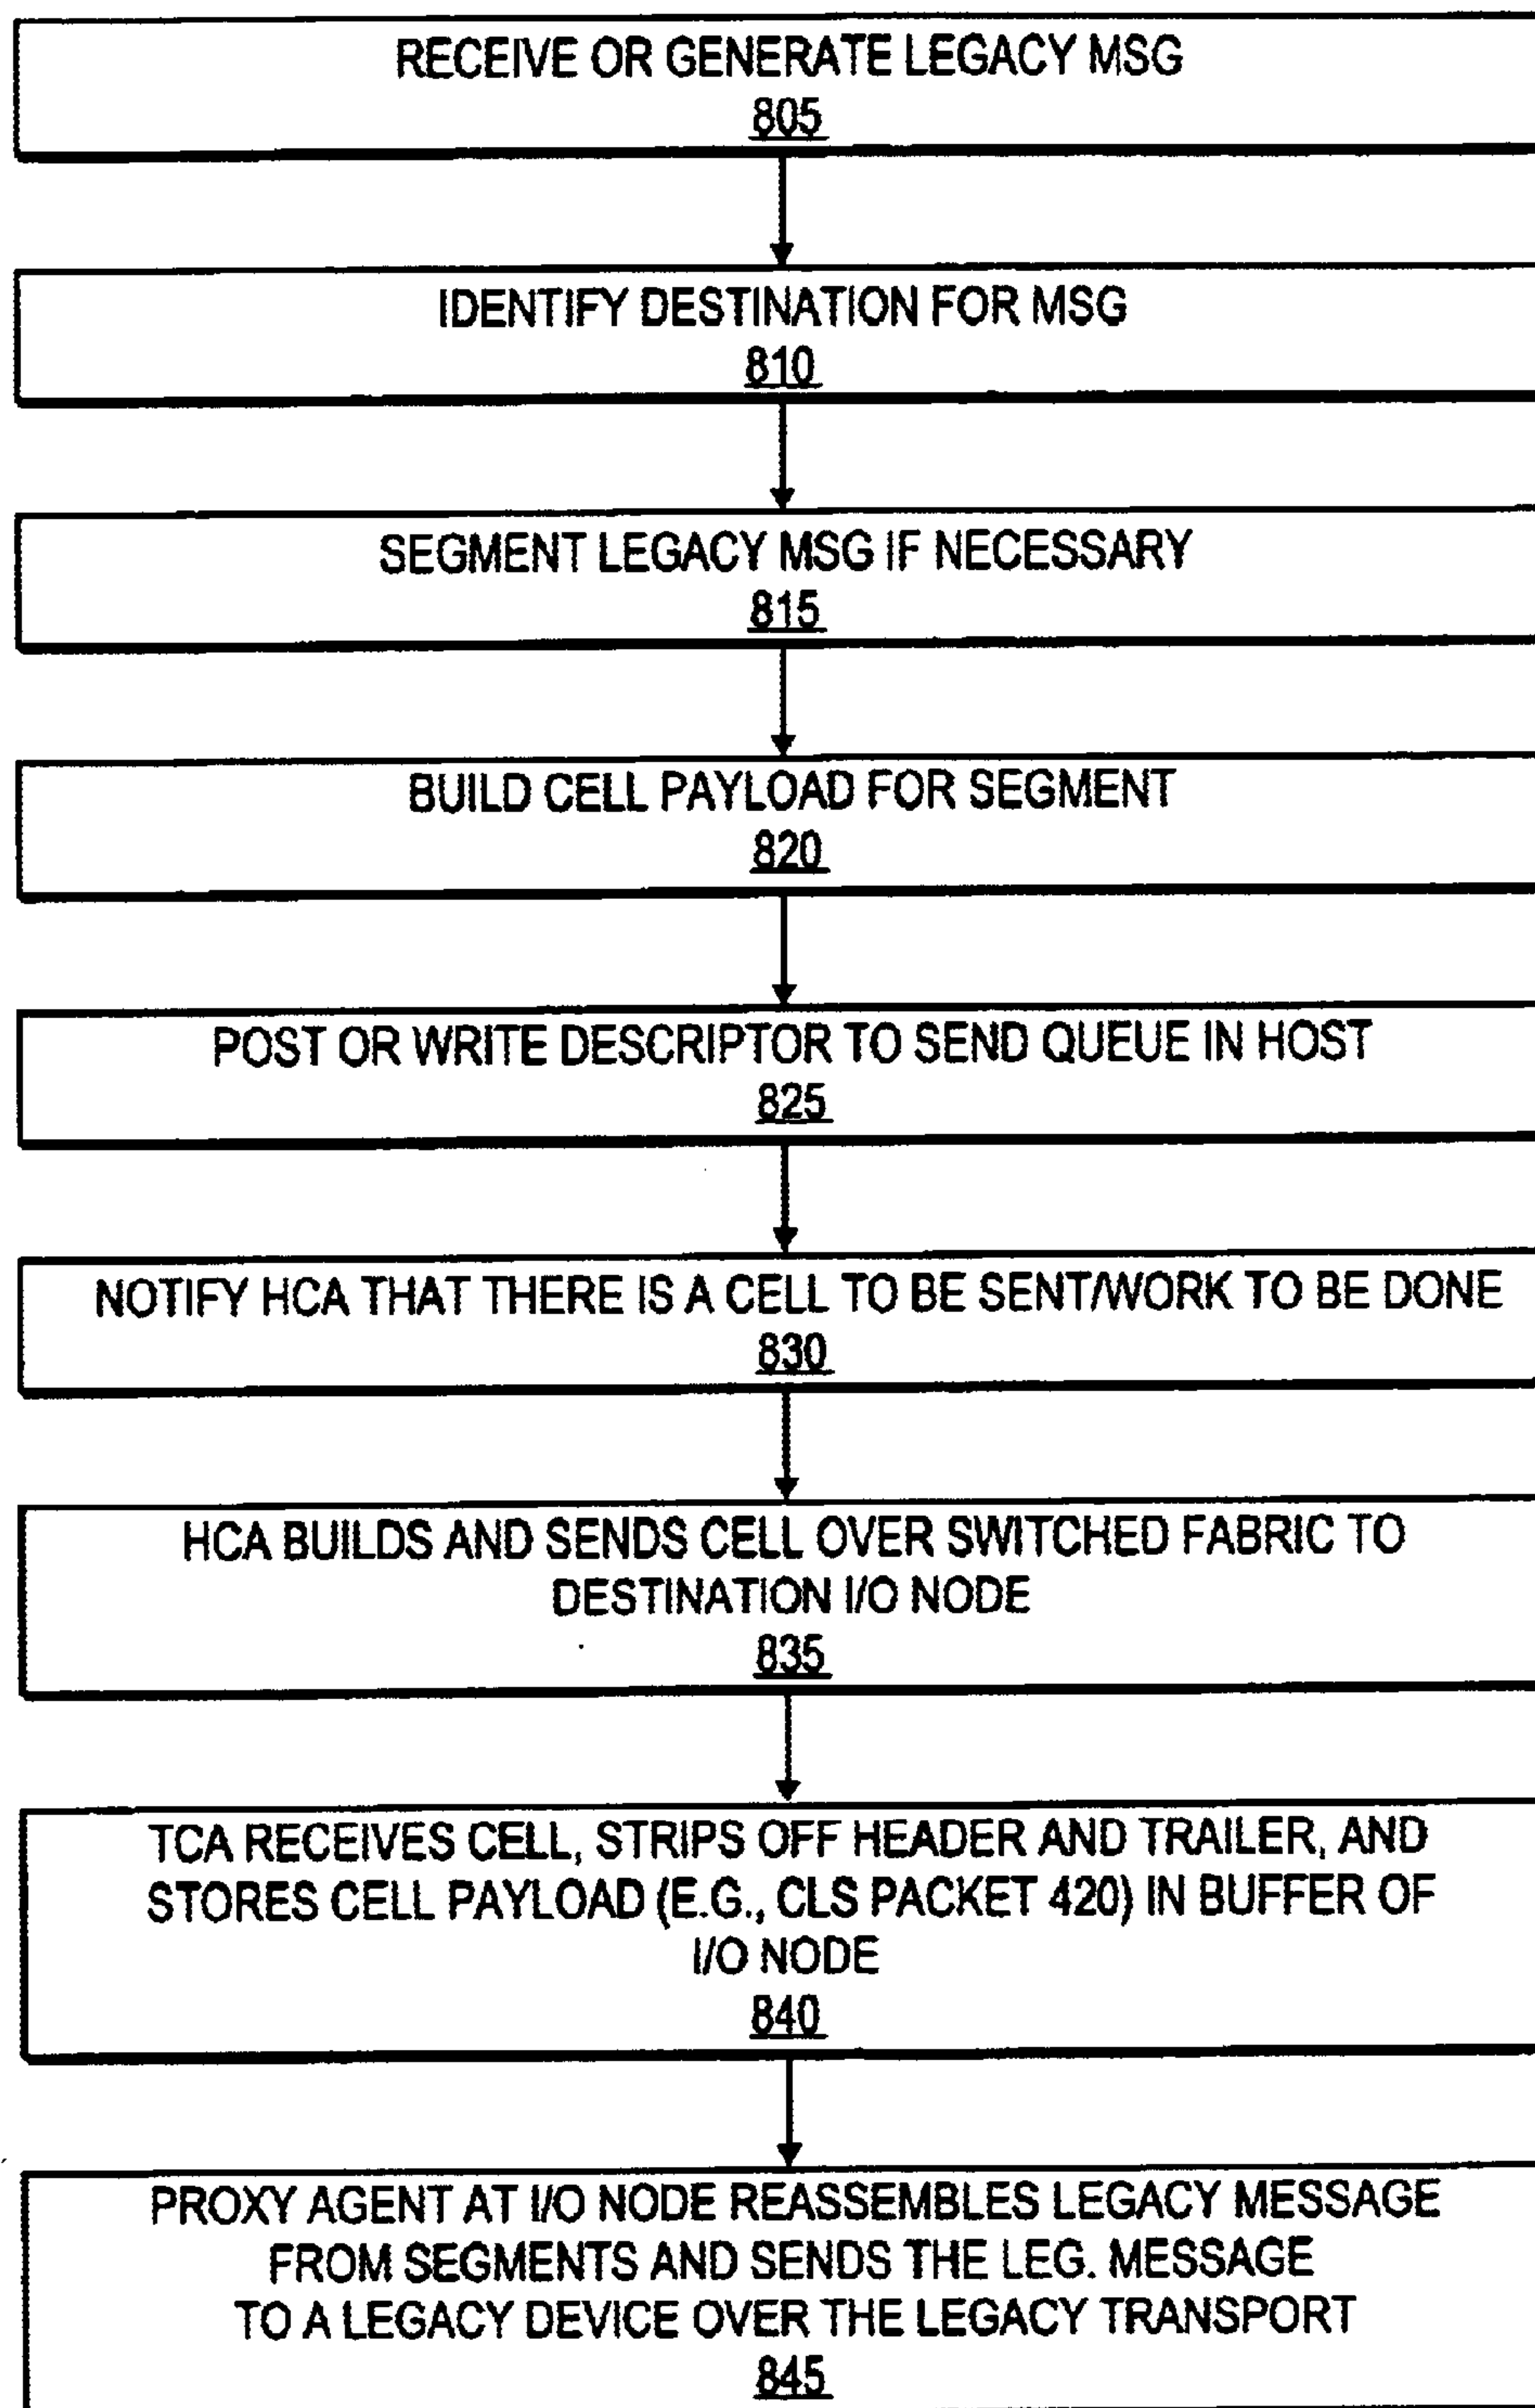 RECEIVE OR GENERATE LEGACY MSG
805
IDENTIFY DESTINATION FOR MSG
810
SEGMENT LEGACY MSG IF NECESSARY
815
BUILD CELL PAYLOAD FOR SEGMENT
820
POST OR WRITE DESCRIPTOR TO SEND QUEUE IN HOST
825
NOTIFY HCA THAT THERE IS A CELL TO BE SENT/WORK TO BE DONE
830
HCA BUILDS AND SENDS CELL OVER SWITCHED FABRIC TO
DESTINATION I/O NODE
835
TCA RECEIVES CELL, STRIPS OFF HEADER AND TRAILER, AND
STORES CELL PAYLOAD (E.G., CLS PACKET 420) IN BUFFER OF
I/O NODE
840
PROXY AGENT AT I/O NODE REASSEMBLES LEGACY MESSAGE
FROM SEGMENTS AND SENDS THE LEG. MESSAGE
TO A LEGACY DEVICE OVER THE LEGACY TRANSPORT
845